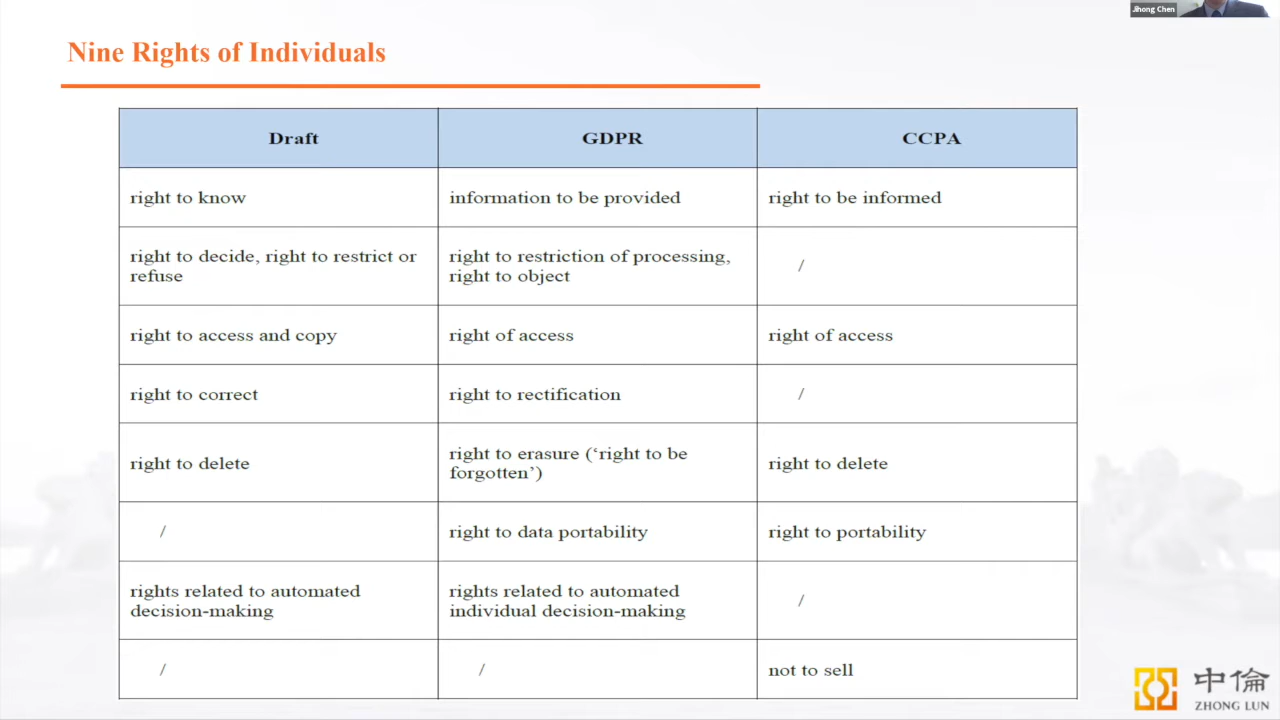 Jihong Chen
Nine Rights of Individuals
Draft GDPR CCPA
right to know information to be provided right to be informed
right to decide, right to restrict or
refuse
right to restriction of processing,
right to object
/
right to access and copy right of access right of access
right to correct right to rectification /
right to delete
right to erasure (‘right to be
forgotten’)
right to delete
/ right to data portability right to portability
rights related to automated
decision-making
rights related to automated
individual decision-making
/
/ / not to sell
中倫
ZHONG LUN